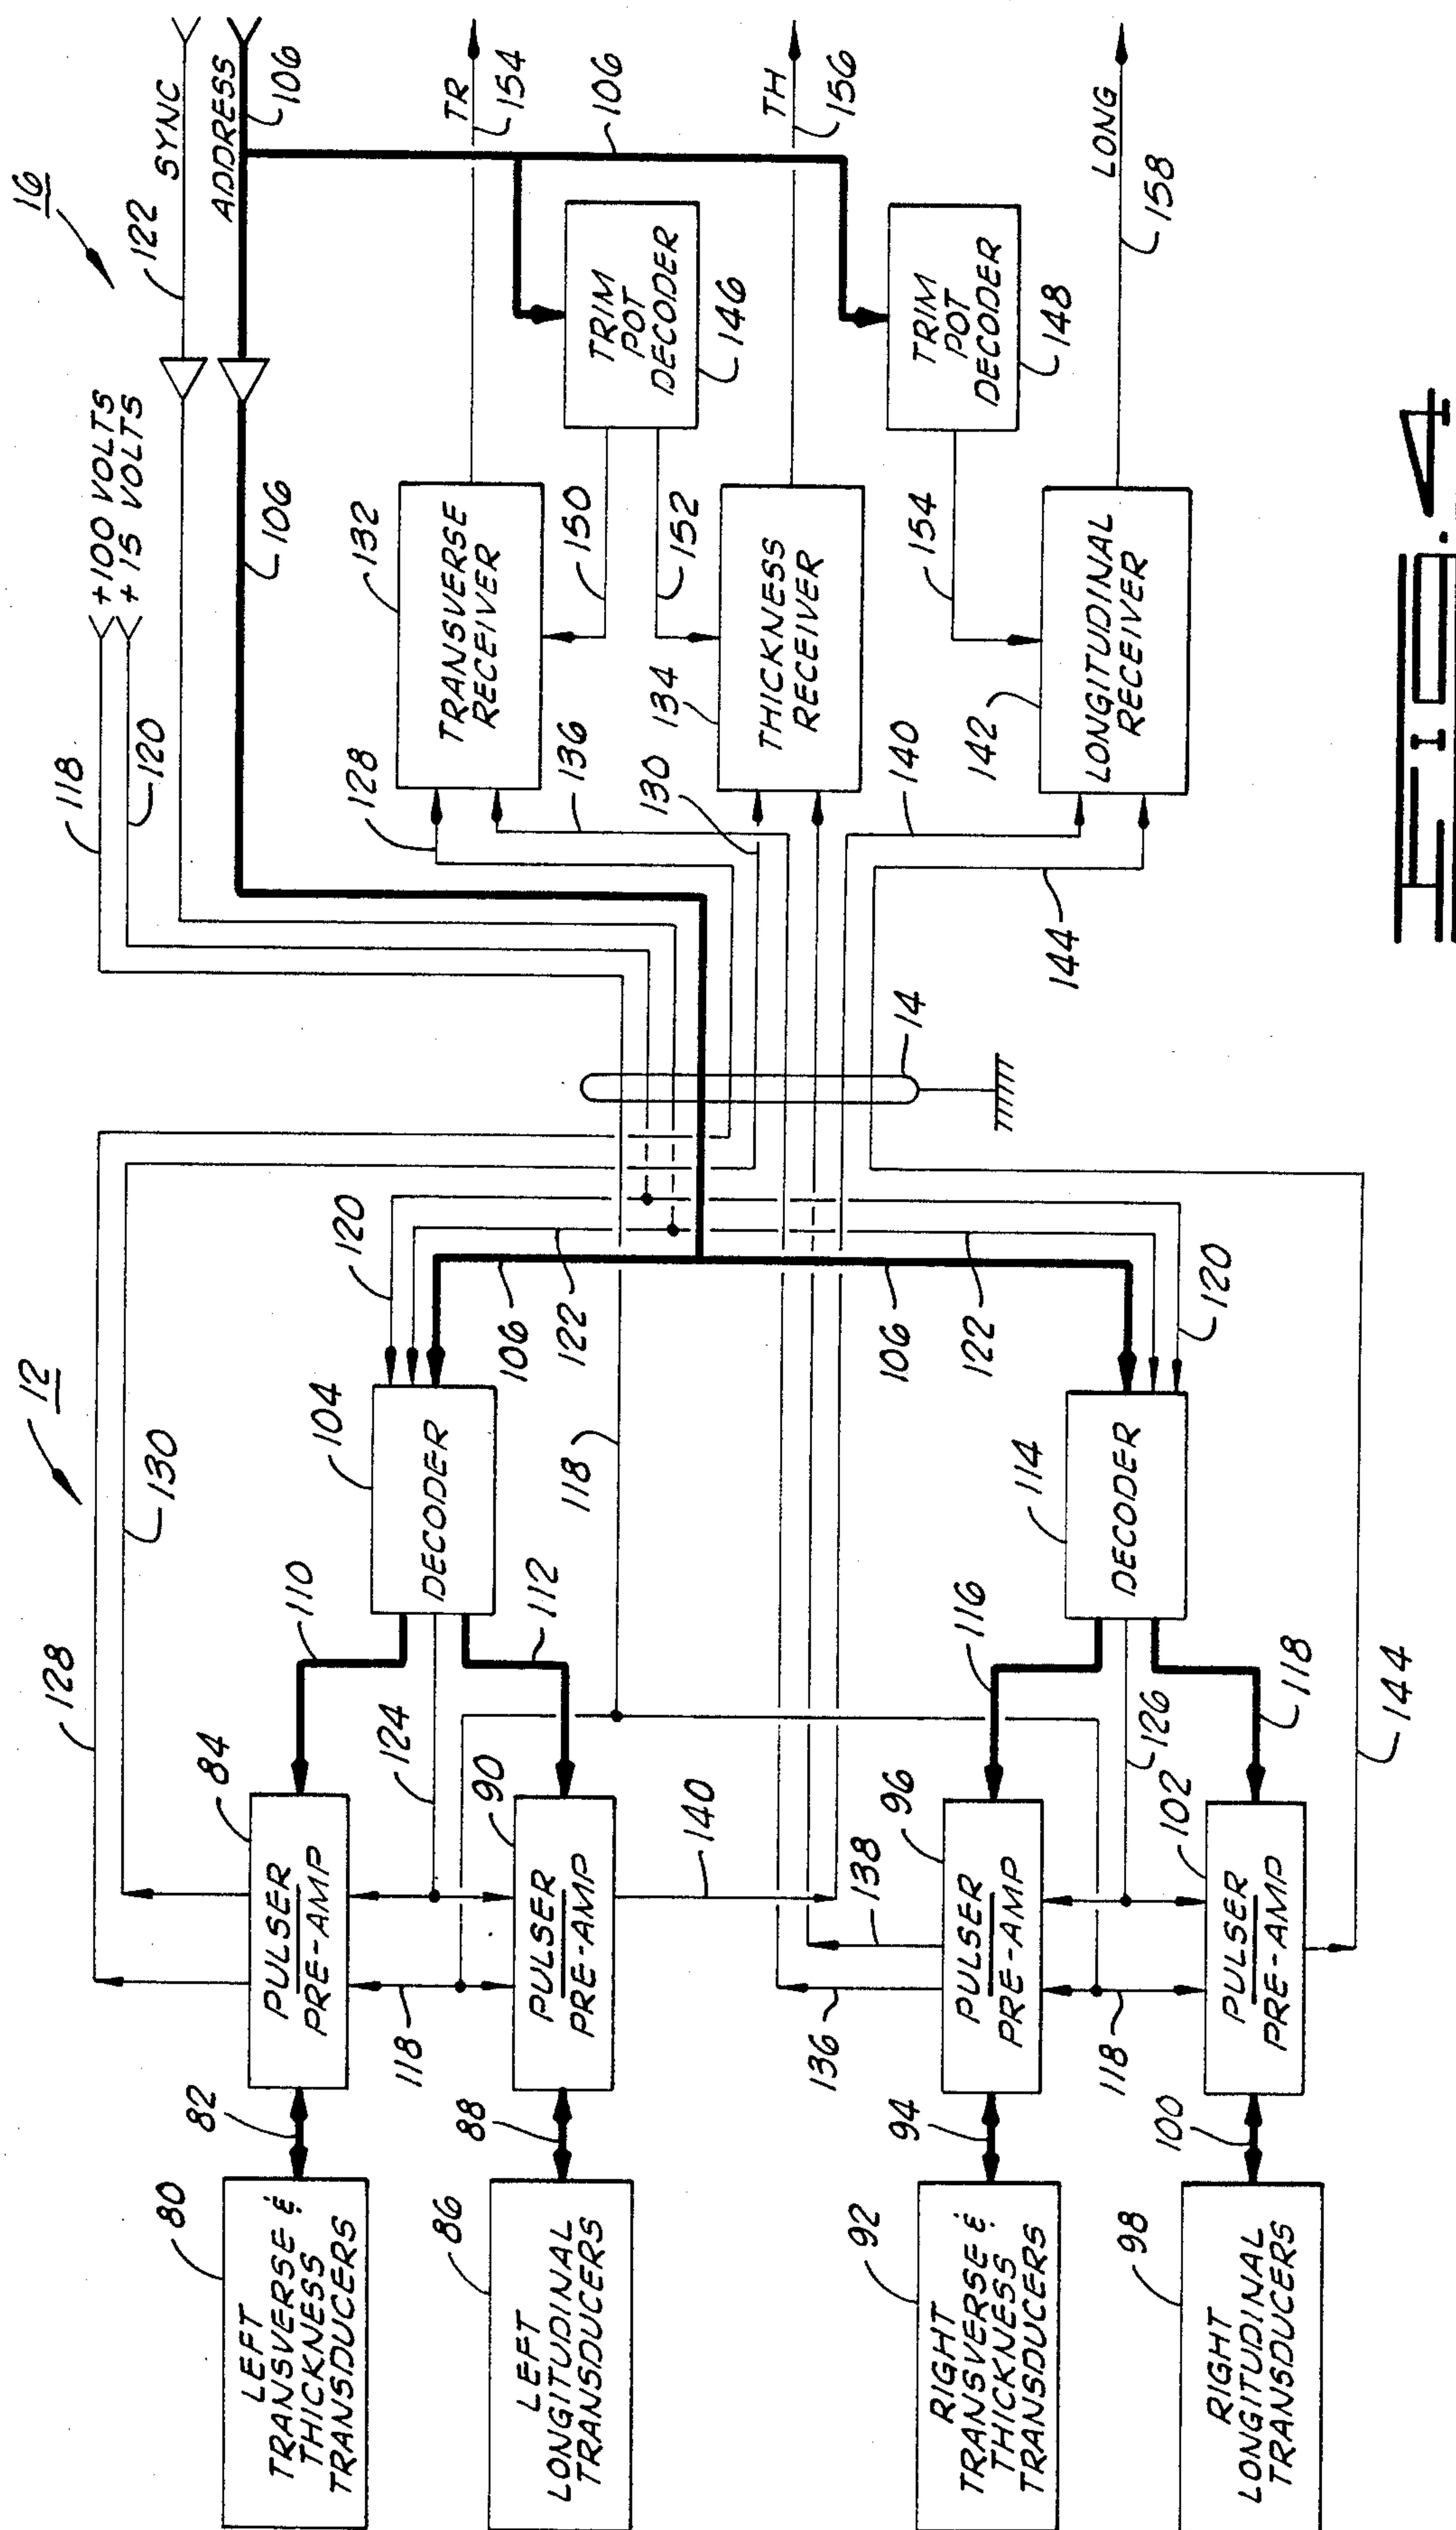 12
16
118
+100 VOLTS
+15 VOLTS
120
122
SYNC
ADDRESS
106
106
128
130
110
104
120
112
DECODER
84
PULSER
PRE-AMP
82
80
LEFT
TRANSVERSE &
THICKNESS
TRANSDUCERS
124
118
90
PULSER
PRE-AMP
88
86
LEFT
LONGITUDINAL
TRANSDUCERS
140
118
106
122
14
128
132
TRANSVERSE
RECEIVER
136
TR
154
150
152
TRIM
POT
DECODER
146
106
130
134
THICKNESS
RECEIVER
TH
156
154
TRIM
POT
DECODER
148
140
142
LONGITUDINAL
RECEIVER
144
LONG
158
106
122
120
114
DECODER
116
126
118
138
136
96
PULSER
PRE-AMP
94
92
RIGHT
TRANSVERSE &
THICKNESS
TRANSDUCERS
118
102
PULSER
PRE-AMP
100
98
RIGHT
LONGITUDINAL
TRANSDUCERS
144
FIG. 4